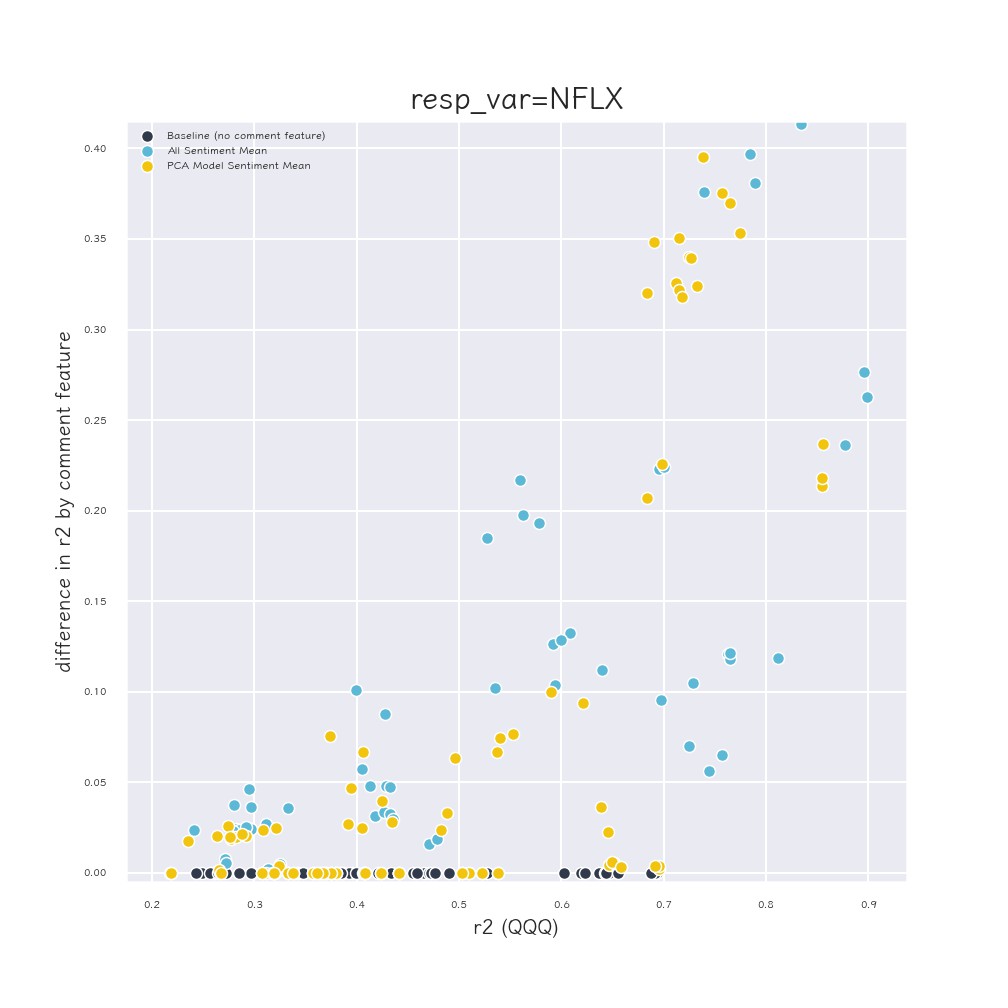 resp_var=NFLX
Baseline (no comment feature)
All Sentiment Mean
PCA Model Sentiment Mean
0.40
0.35
0.30
0.25
0.20
0.15
0.10
0.05
0.00
difference in r2 by comment feature
0.2 0.3 0.4 0.5 0.6 0.7 0.8 0.9
r2 (QQQ)